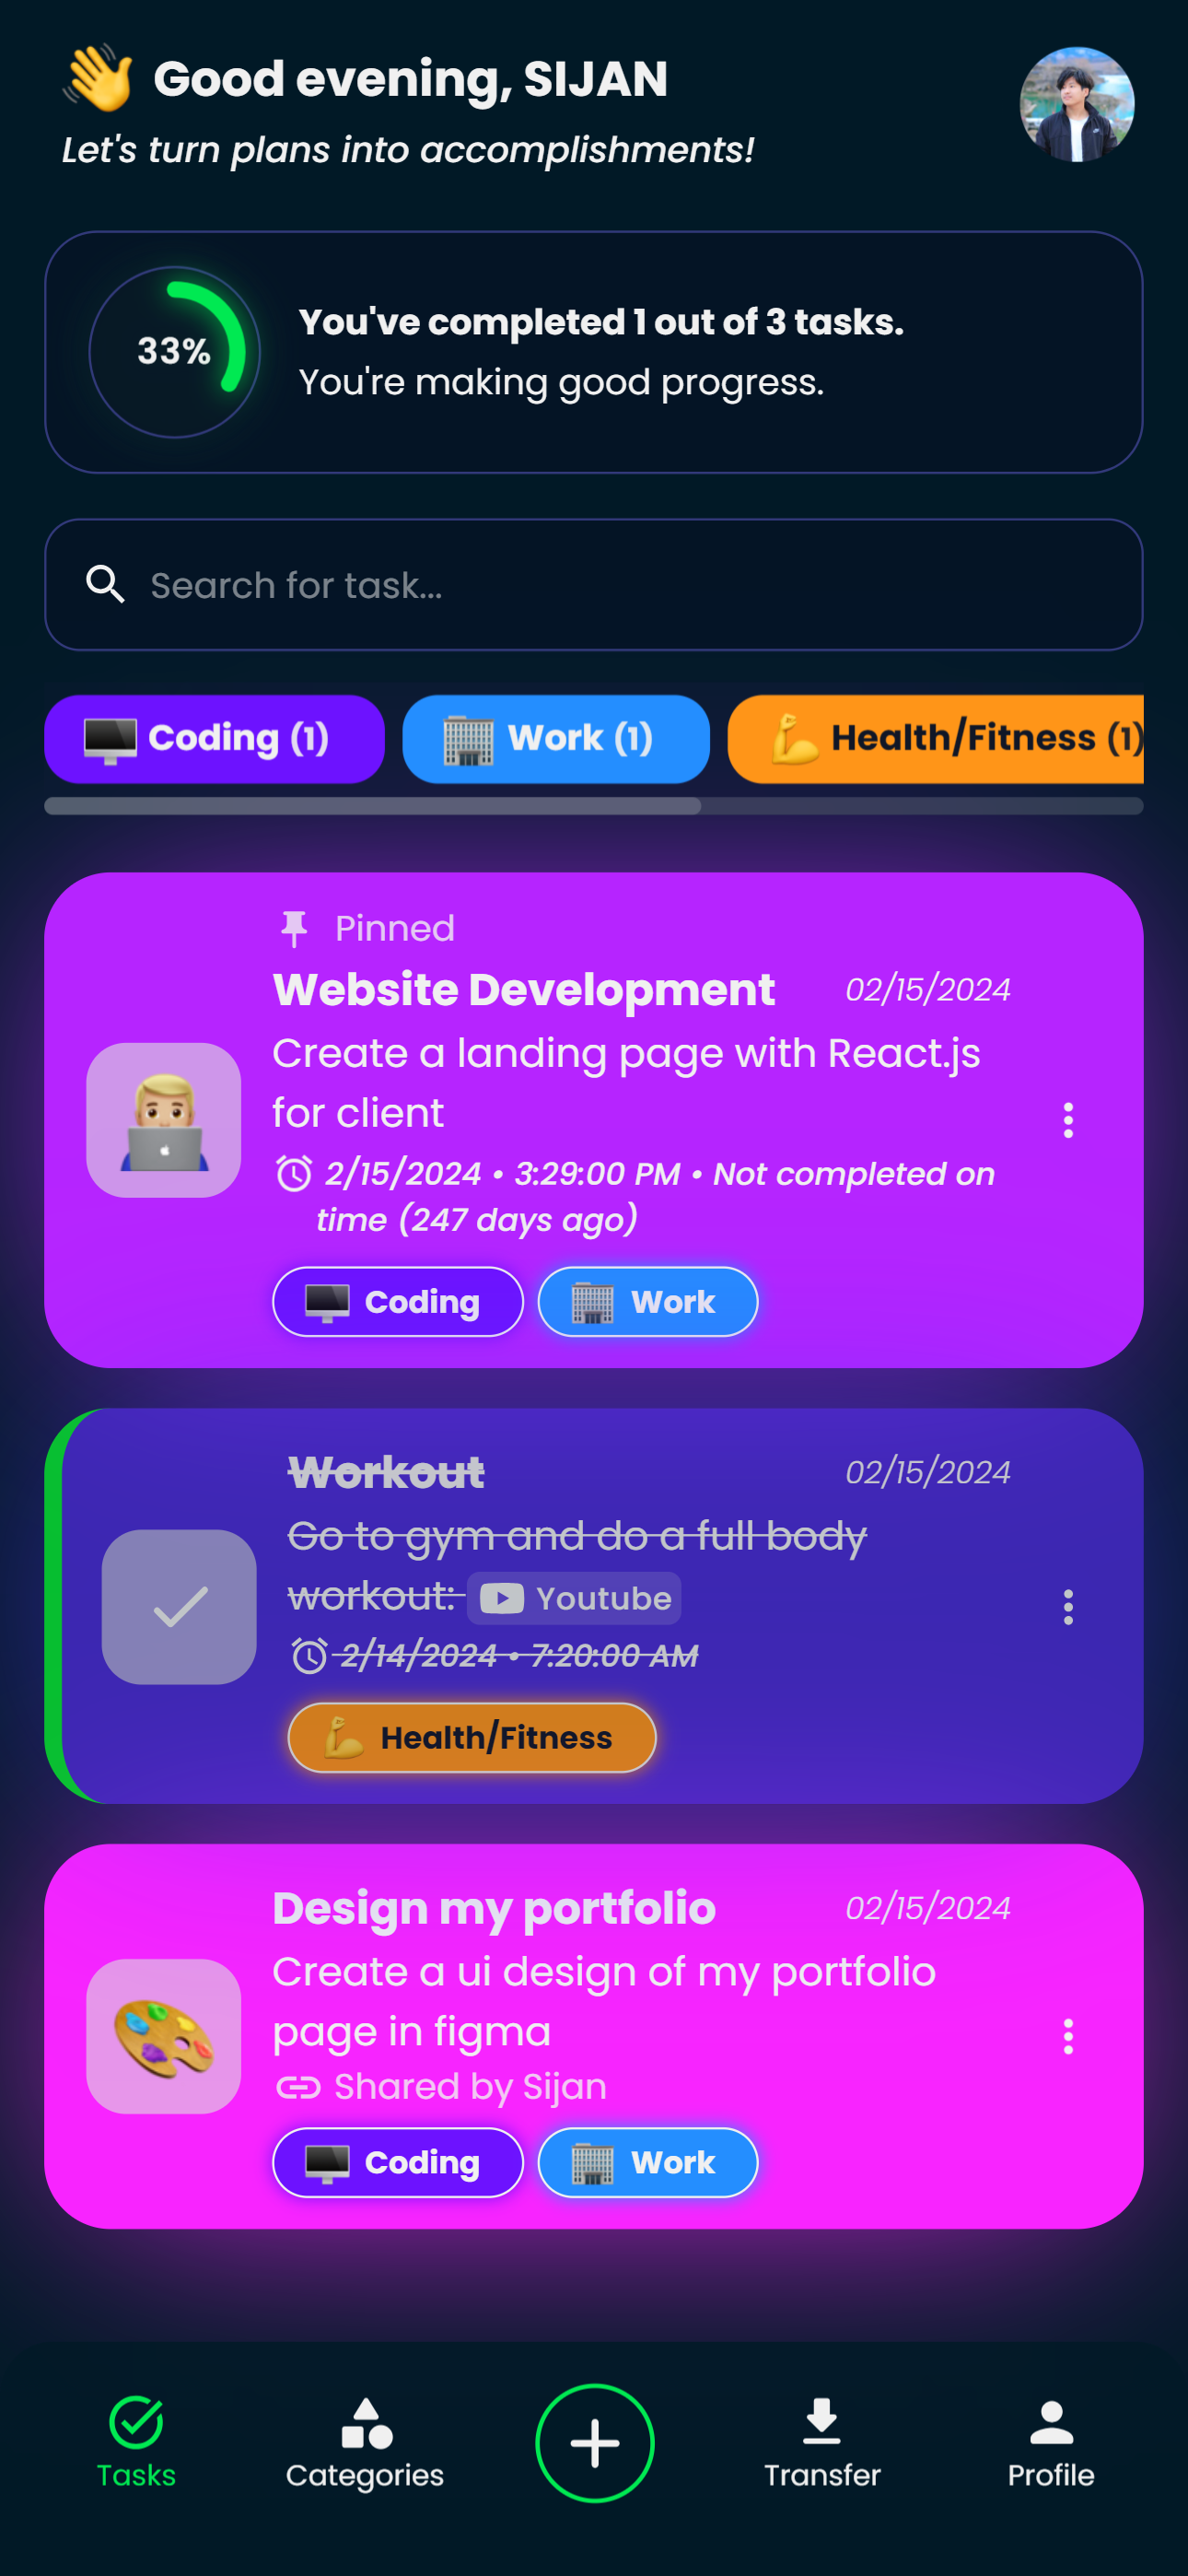 Good evening, SIJAN
Let's turn plans into accomplishments!
33%
You've completed 1 out of 3 tasks.
You're making good progress.
Search for task...
Coding (1)
Work (1)
Health/Fitness (1)
Pinned
Website Development
02/15/2024
Create a landing page with React.js
for client
2/15/2024 • 3:29:00 PM • Not completed on
time (247 days ago)
Coding
Work
Workout
02/15/2024
Go to gym and do a full body
workout: Youtube
2/14/2024 • 7:20:00 AM
Health/Fitness
Design my portfolio
02/15/2024
Create a ui design of my portfolio
page in figma
Shared by Sijan
Coding
Work
Tasks
Categories
Transfer
Profile